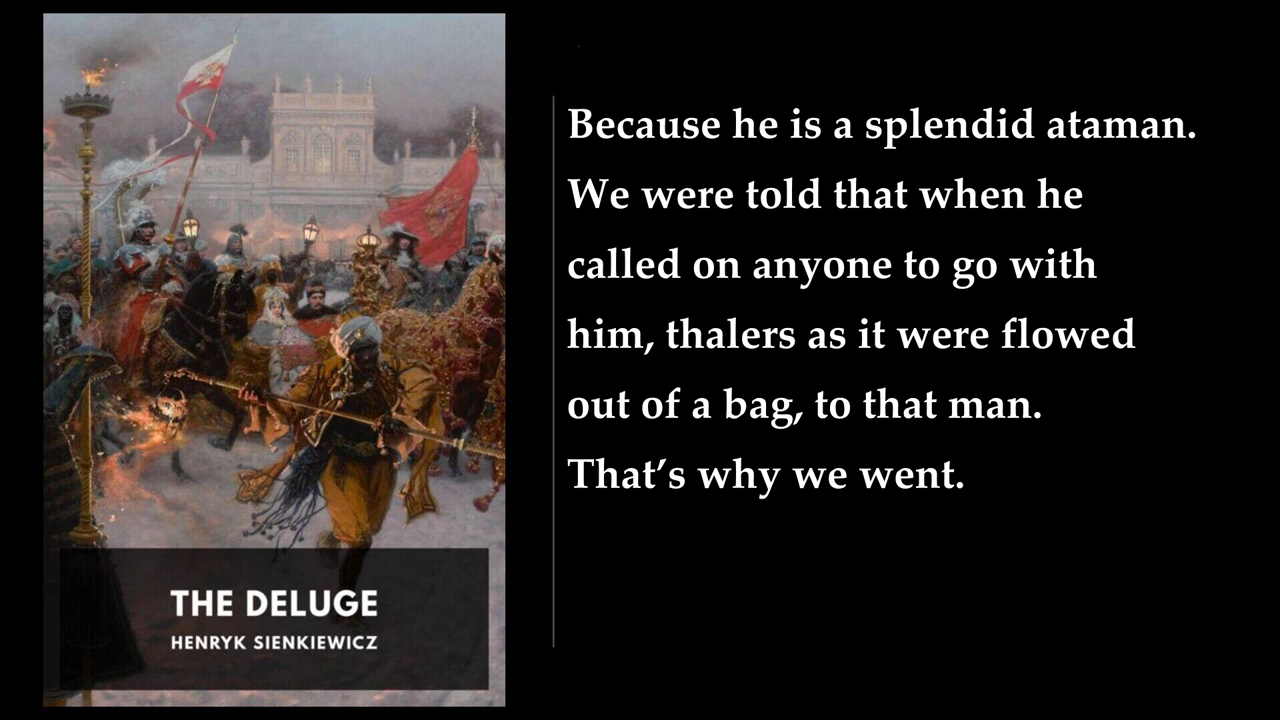 Because he is a splendid ataman.
We were told that when he
called on anyone to go with
him, thalers as it were flowed
out of a bag, to that man.
That’s why we went.
THE DELUGE
HENRYK SIENKIEWICZ